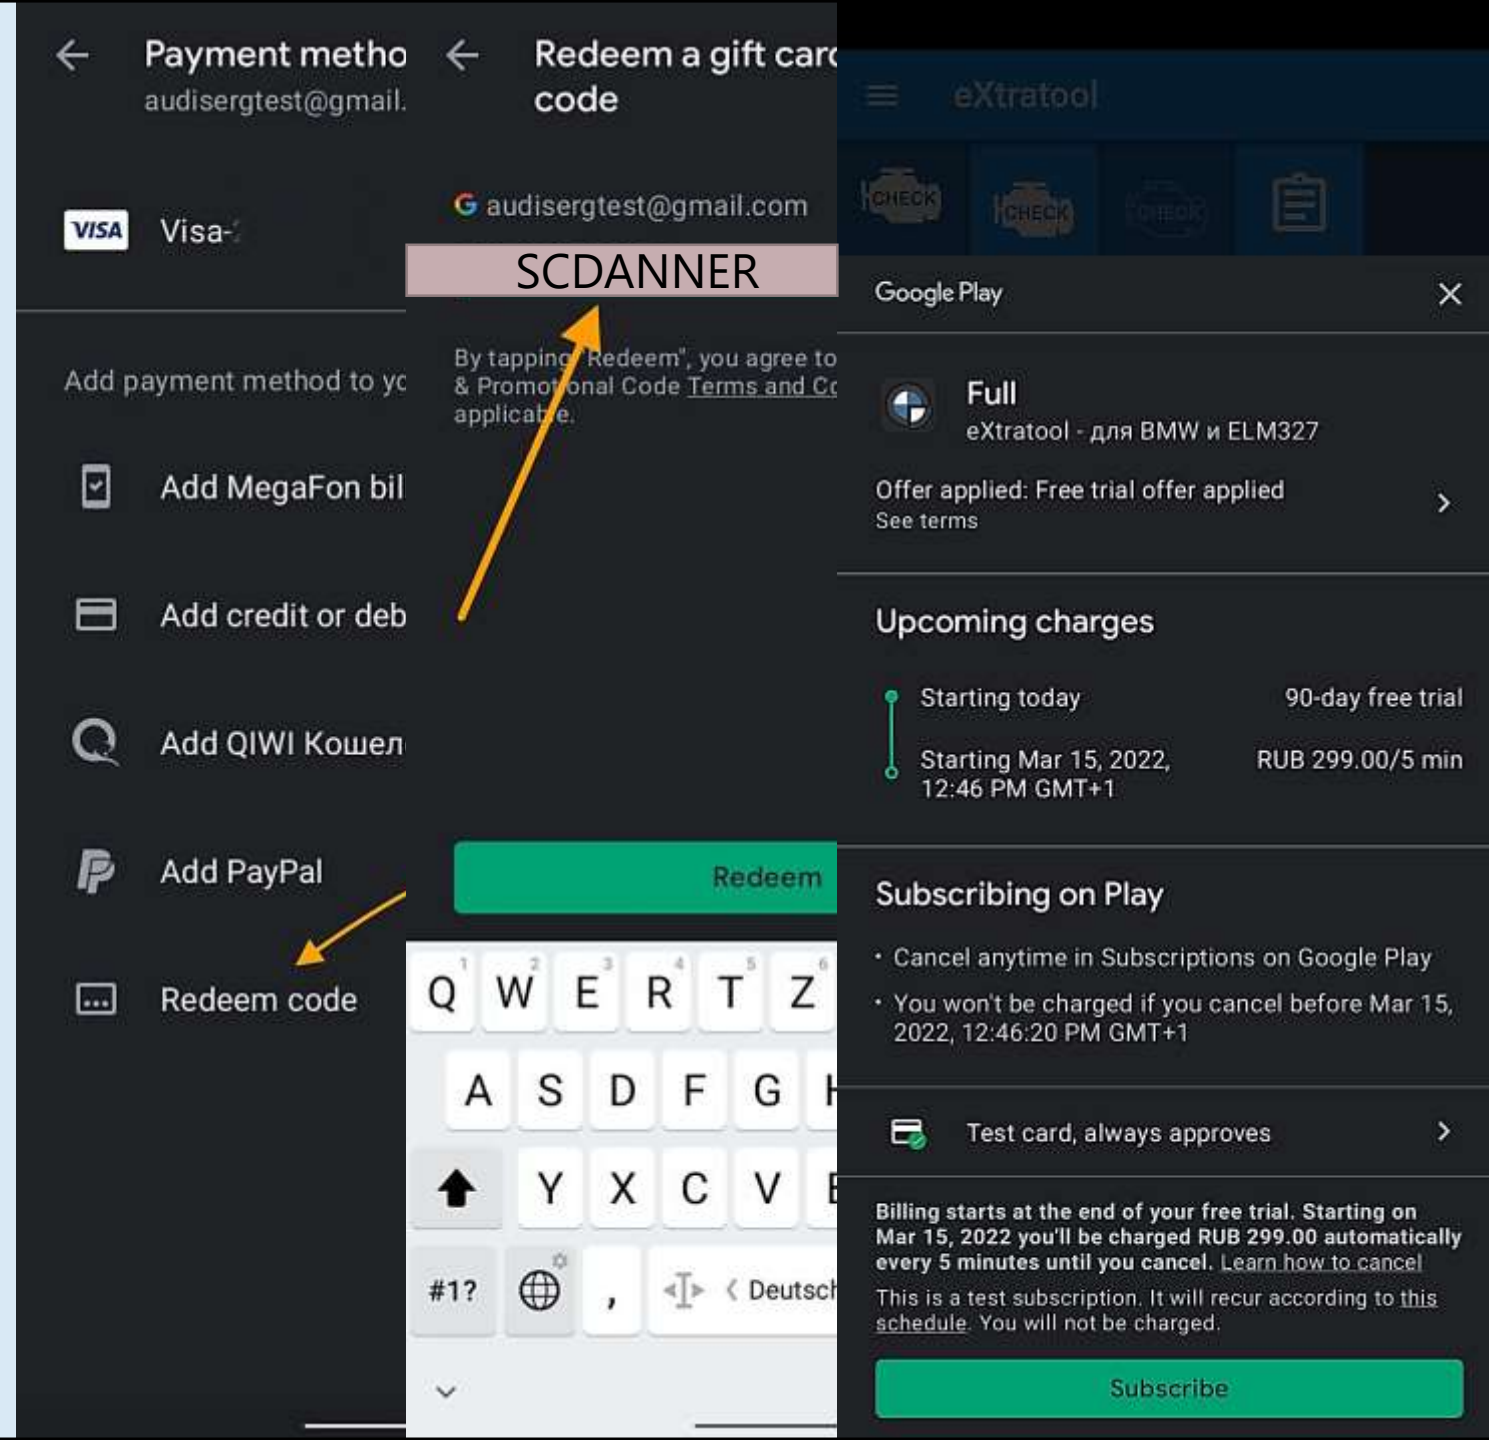 Payment metho
audisergtest@gmail.
VISA
Visa-
Add payment method to yo
Add MegaFon bil
Add credit or deb
Add QIWI Кошел
Add PayPal
Redeem code
Redeem a gift card
code
G audisergtest@gmail.com
SCDANNER
By tapping "Redeem", you agree to
& Promotional Code Terms and Co
applicable.
Redeem
1 2 3 4 5 6
Q W E R T Z
A S D F G H
Y X C V B
#1? , < Deutsch
eXtratool
CHECK CHECK CHECK
Google Play
Full
eXtratool - для BMW и ELM327
Offer applied: Free trial offer applied
See terms
Upcoming charges
Starting today 90-day free trial
Starting Mar 15, 2022, RUB 299.00/5 min
12:46 PM GMT+1
Subscribing on Play
• Cancel anytime in Subscriptions on Google Play
• You won't be charged if you cancel before Mar 15,
2022, 12:46:20 PM GMT+1
Test card, always approves
Billing starts at the end of your free trial. Starting on
Mar 15, 2022 you'll be charged RUB 299.00 automatically
every 5 minutes until you cancel. Learn how to cancel
This is a test subscription. It will recur according to this
schedule. You will not be charged.
Subscribe